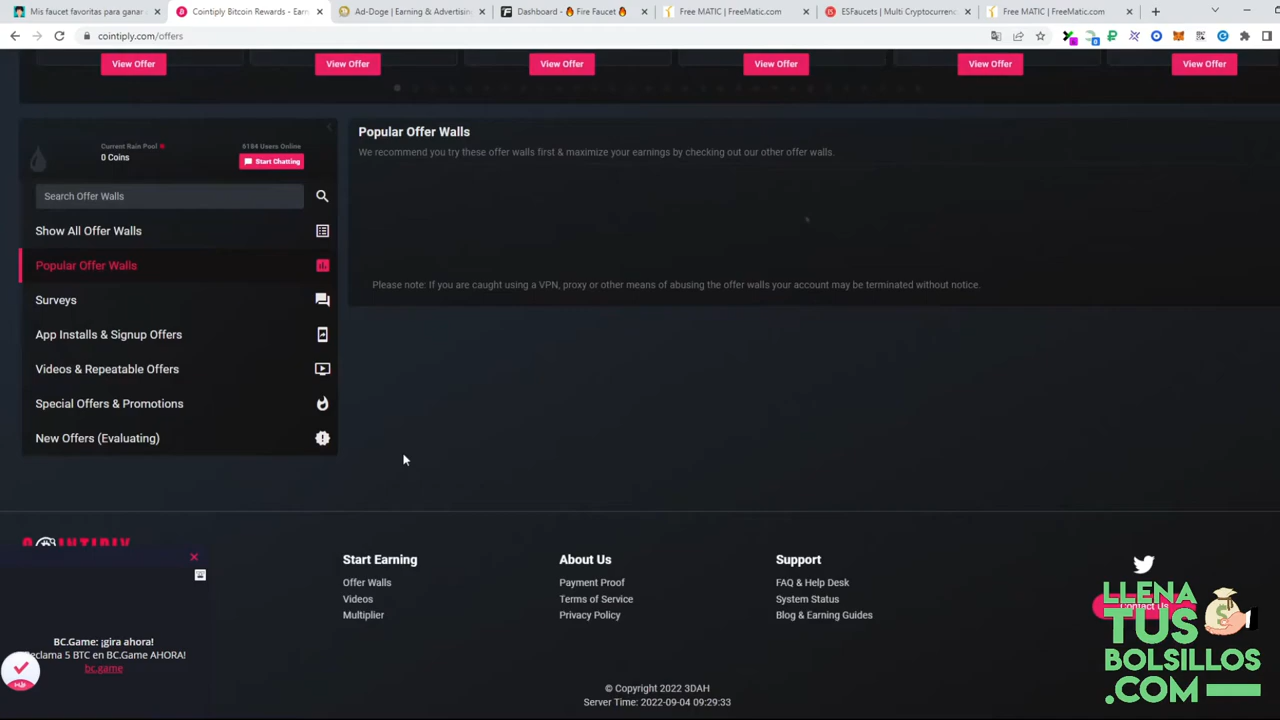 Mis faucet favoritas para ganar
Cointiply Bitcoin Rewards - Earn
Ad-Doge | Earning & Advertising
Dashboard - 🔥 Fire Faucet 🔥
Free MATIC | FreeMatic.com
ESFaucets | Multi Cryptocurrenc
Free MATIC | FreeMatic.com
cointiply.com/offers
View Offer
View Offer
View Offer
View Offer
View Offer
View Offer
Current Rain Pool
0 Coins
6184 Users Online
Start Chatting
Search Offer Walls
Show All Offer Walls
Popular Offer Walls
Surveys
App Installs & Signup Offers
Videos & Repeatable Offers
Special Offers & Promotions
New Offers (Evaluating)
Popular Offer Walls
We recommend you try these offer walls first & maximize your earnings by checking out our other offer walls.
Please note: If you are caught using a VPN, proxy or other means of abusing the offer walls your account may be terminated without notice.
BC.Game: ¡gira ahora!
Reclama 5 BTC en BC.Game AHORA!
bc.game
Start Earning
Offer Walls
Videos
Multiplier
About Us
Payment Proof
Terms of Service
Privacy Policy
Support
FAQ & Help Desk
System Status
Blog & Earning Guides
Contact Us
LLENA
TUS
BOLSILLOS
.COM
© Copyright 2022 3DAH
Server Time: 2022-09-04 09:29:33